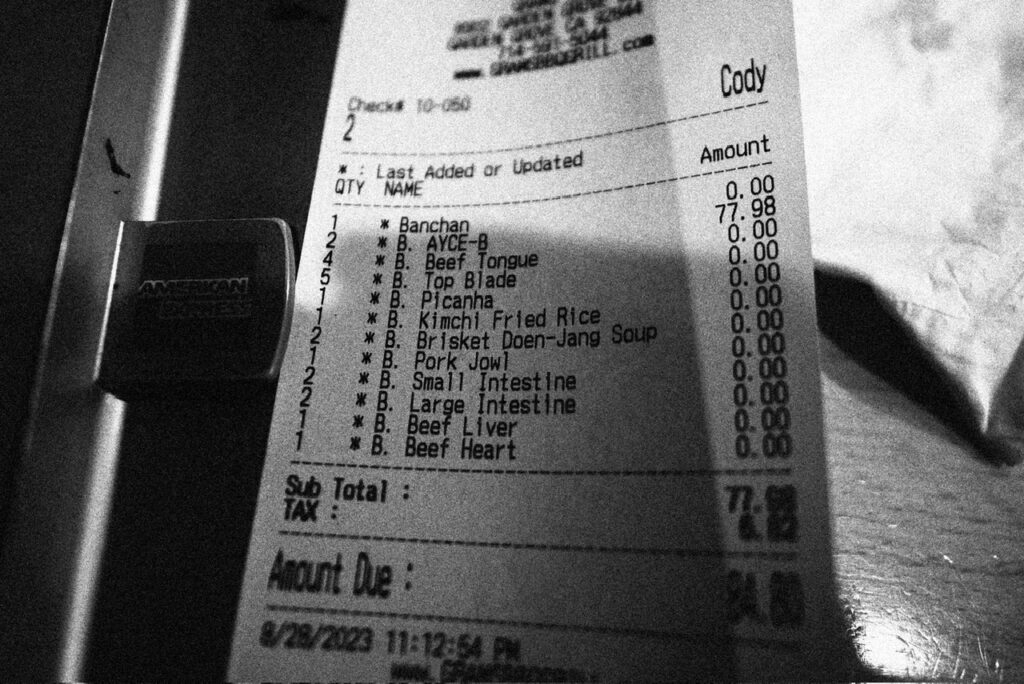 GARDEN GROVE, CA 92844
Cody
Check# 10-050
2
* : Last Added or Updated
QTY NAME Amount
1 * Banchan 0.00
2 * B. AYCE-B 77.98
4 * B. Beef Tongue 0.00
5 * B. Top Blade 0.00
1 * B. Picanha 0.00
1 * B. Kimchi Fried Rice 0.00
2 * B. Brisket Doen-Jang Soup 0.00
1 * B. Pork Jowl 0.00
2 * B. Small Intestine 0.00
2 * B. Large Intestine 0.00
1 * B. Beef Liver 0.00
1 * B. Beef Heart 0.00
Sub Total : 77.98
TAX :
Amount Due :
8/28/2023 11:12:54 PM
AMERICAN